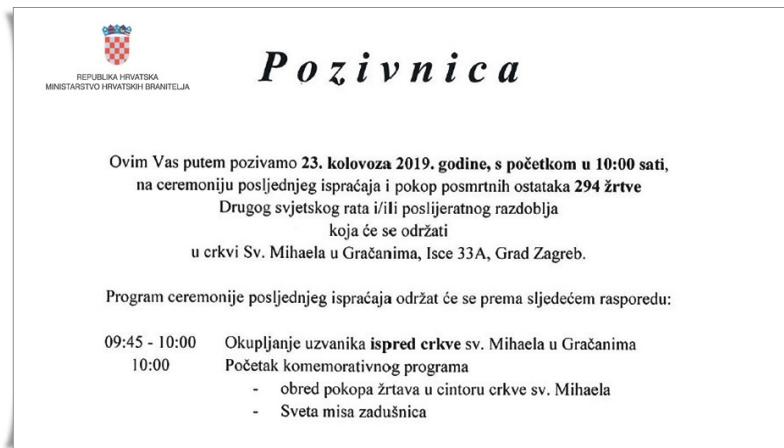 REPUBLIKA HRVATSKA
MINISTARSTVO HRVATSKIH BRANITELJA
Pozivnica
Ovim Vas putem pozivamo 23. kolovoza 2019. godine, s početkom u 10:00 sati,
na ceremoniju posljednjeg ispraćaja i pokop posmrtnih ostataka 294 žrtve
Drugog svjetskog rata i/ili poslijeratnog razdoblja
koja će se održati
u crkvi Sv. Mihaela u Gračanima, Isce 33A, Grad Zagreb.
Program ceremonije posljednjeg ispraćaja održat će se prema sljedećem rasporedu:
09:45 - 10:00 Okupljanje uzvanika ispred crkve sv. Mihaela u Gračanima
10:00 Početak komemorativnog programa
- obred pokopa žrtava u cintoru crkve sv. Mihaela
- Sveta misa zadušnica